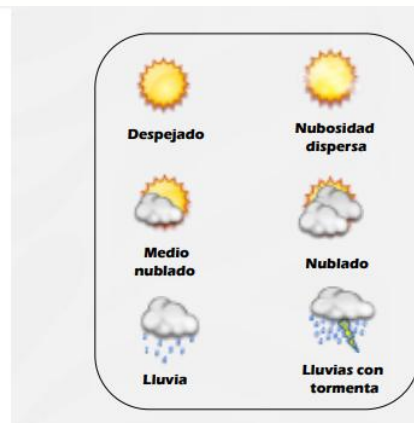 Despejado
Nubosidad
dispersa
Medio
nublado
Nublado
Lluvia
Lluvias con
tormenta